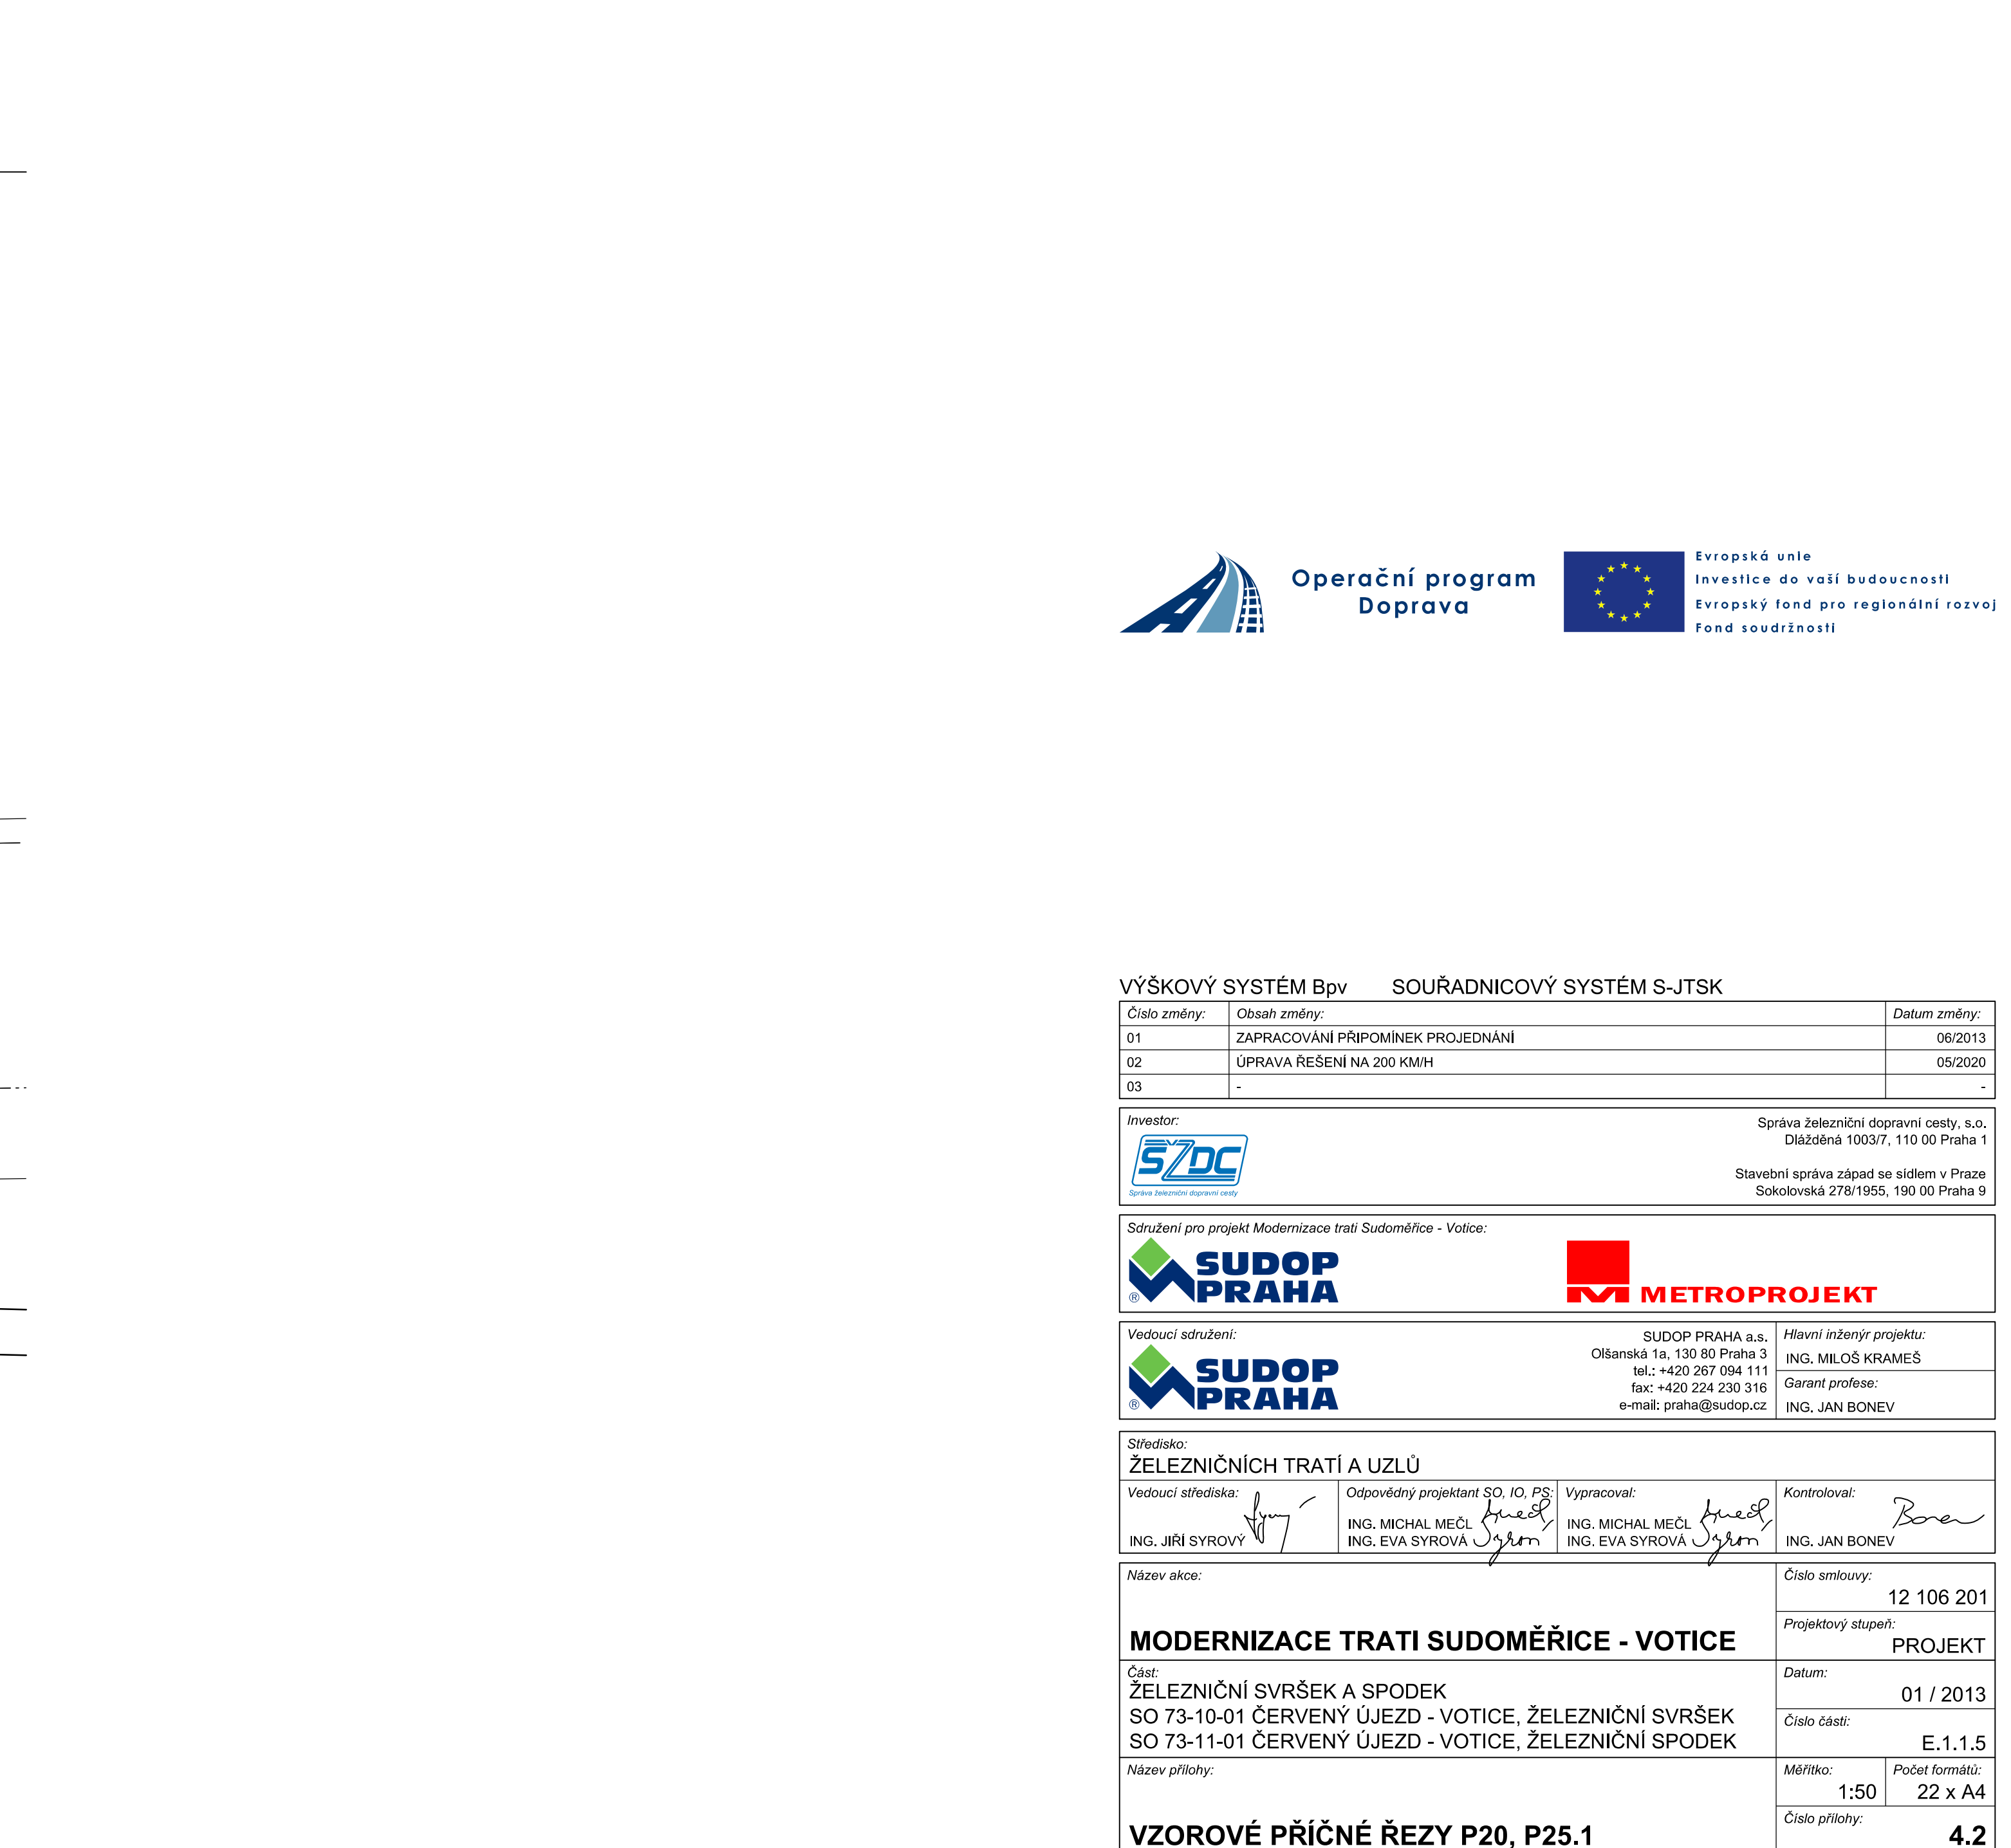 Operační program
Doprava
Evropská unie
Investice do vaší budoucnosti
Evropský fond pro regionální rozvoj
Fond soudržnosti
VÝŠKOVÝ SYSTÉM Bpv SOUŘADNICOVÝ SYSTÉM S-JTSK
Číslo změny: Obsah změny: Datum změny:
01 ZAPRACOVÁNÍ PŘIPOMÍNEK PROJEDNÁNÍ 06/2013
02 ÚPRAVA ŘEŠENÍ NA 200 KM/H 05/2020
03 - -
Investor:
SŽDC
Správa železniční dopravní cesty
Správa železniční dopravní cesty, s.o.
Dlážděná 1003/7, 110 00 Praha 1
Stavební správa západ se sídlem v Praze
Sokolovská 278/1955, 190 00 Praha 9
Sdružení pro projekt Modernizace trati Sudoměřice - Votice:
SUDOP
PRAHA
®
METROPROJEKT
Vedoucí sdružení:
SUDOP
PRAHA
®
SUDOP PRAHA a.s.
Olšanská 1a, 130 80 Praha 3
tel.: +420 267 094 111
fax: +420 224 230 316
e-mail: praha@sudop.cz
Hlavní inženýr projektu:
ING. MILOŠ KRAMEŠ
Garant profese:
ING. JAN BONEV
Středisko:
ŽELEZNIČNÍCH TRATÍ A UZLŮ
Vedoucí střediska:
ING. JIŘÍ SYROVÝ
Odpovědný projektant SO, IO, PS:
ING. MICHAL MEČL
ING. EVA SYROVÁ
Vypracoval:
ING. MICHAL MEČL
ING. EVA SYROVÁ
Kontroloval:
ING. JAN BONEV
Název akce:
MODERNIZACE TRATI SUDOMĚŘICE - VOTICE
Číslo smlouvy:
12 106 201
Projektový stupeň:
PROJEKT
Část:
ŽELEZNIČNÍ SVRŠEK A SPODEK
SO 73-10-01 ČERVENÝ ÚJEZD - VOTICE, ŽELEZNIČNÍ SVRŠEK
SO 73-11-01 ČERVENÝ ÚJEZD - VOTICE, ŽELEZNIČNÍ SPODEK
Datum:
01 / 2013
Číslo části:
E.1.1.5
Název přílohy:
VZOROVÉ PŘÍČNÉ ŘEZY P20, P25.1
Měřítko:
1:50
Počet formátů:
22 x A4
Číslo přílohy:
4.2